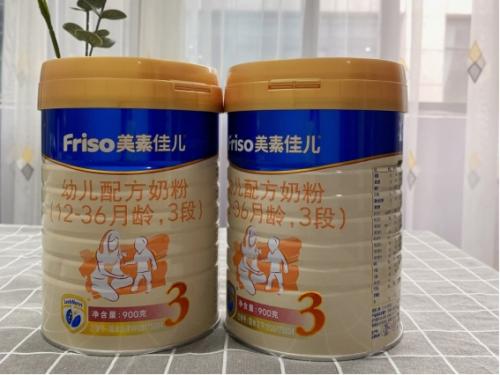 Friso美素佳儿
幼儿配方奶粉
(12-36月龄,3段)
净含量:900克
3
Friso美素佳儿
儿配方奶粉
-36月龄,3段)
净含量:900克
3